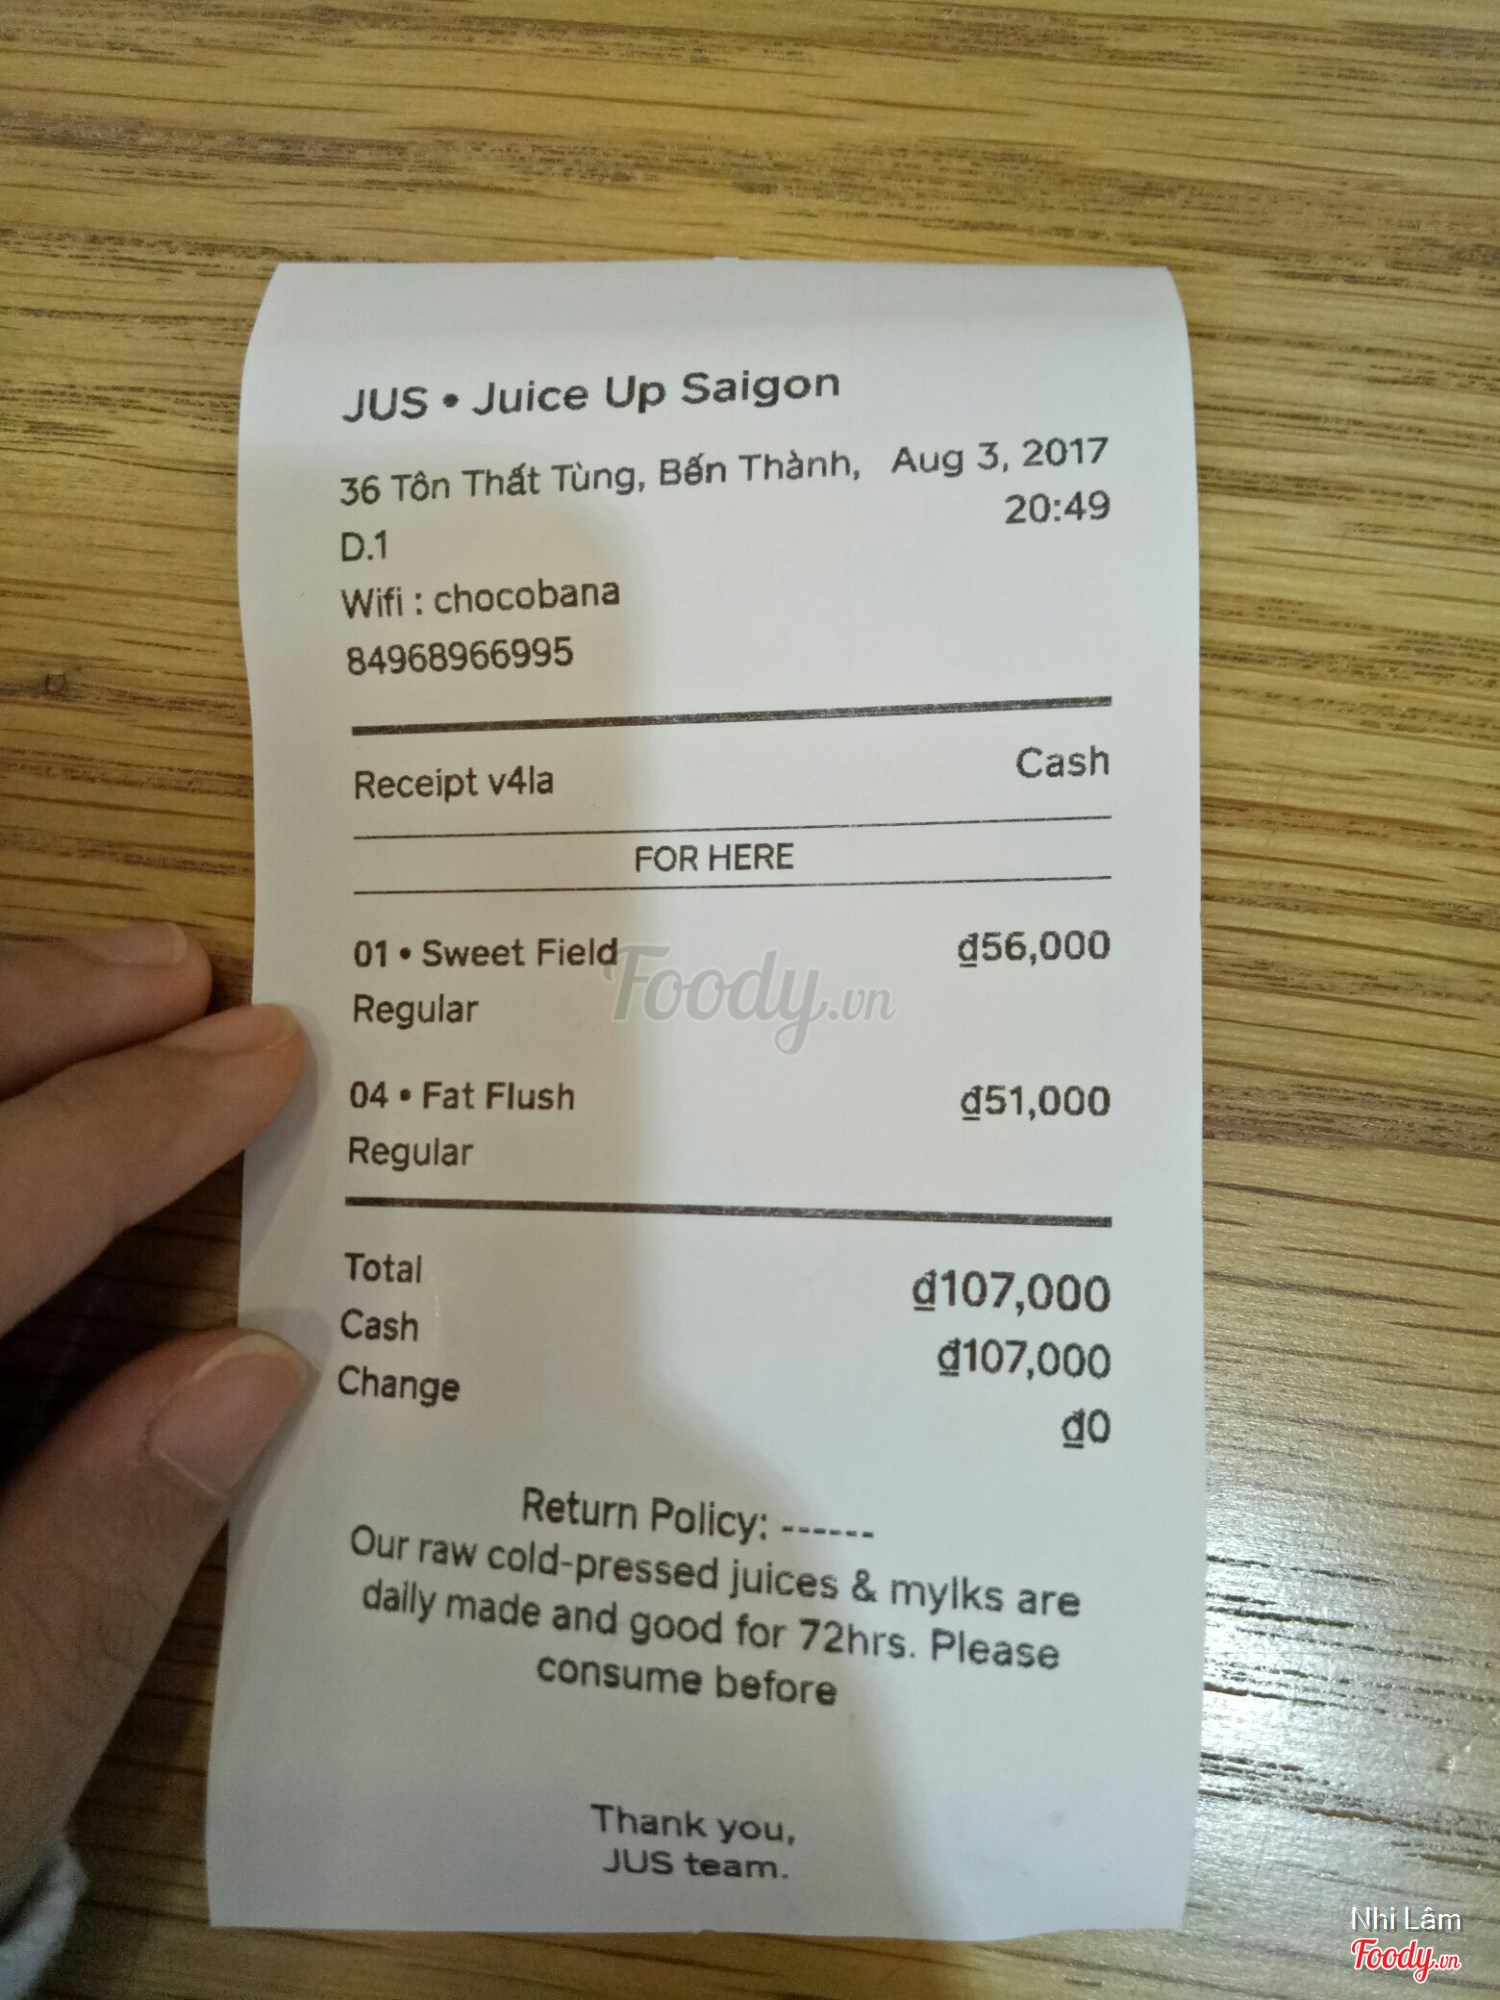 JUS • Juice Up Saigon
36 Tôn Thất Tùng, Bến Thành, Aug 3, 2017
D.1 20:49
Wifi : chocobana
84968966995
Receipt v4la Cash
FOR HERE
01 • Sweet Field ₫56,000
Regular
04 • Fat Flush ₫51,000
Regular
Total ₫107,000
Cash ₫107,000
Change ₫0
Return Policy: ------
Our raw cold-pressed juices & mylks are
daily made and good for 72hrs. Please
consume before
Thank you,
JUS team.
Foody.vn
Nhi Lâm
Foody.vn